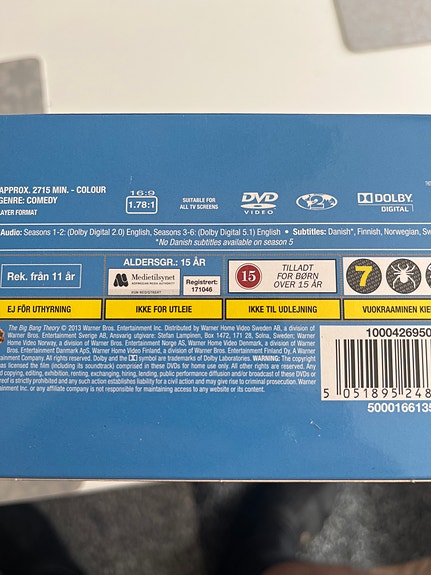 APPROX. 2715 MIN. - COLOUR
GENRE: COMEDY
LAYER FORMAT
16:9
1.78:1
SUITABLE FOR
ALL TV SCREENS
DVD
VIDEO
2
DOLBY
DIGITAL
Audio: Seasons 1-2: (Dolby Digital 2.0) English, Seasons 3-6: (Dolby Digital 5.1) English • Subtitles: Danish*, Finnish, Norwegian, Sw
*No Danish subtitles available on season 5
Rek. från 11 år
ALDERSGR.: 15 ÅR
Medietilsynet
NORWEGIAN MEDIA AUTHORITY
Registrert:
171046
15
TILLADT
FOR BØRN
OVER 15 ÅR
7
EJ FÖR UTHYRNING
IKKE FOR UTLEIE
IKKE TIL UDLEJNING
VUOKRAAMINEN KIE
The Big Bang Theory © 2013 Warner Bros. Entertainment Inc. Distributed by Warner Home Video Sweden AB, a division of
Warner Bros. Entertainment Sverige AB, Ansvarig utgivare: Stefan Lampinen, Box 1472, 171 28, Solna, Sweden; Warner
Home Video Norway, a division of Warner Bros. Entertainment Norge AS, Warner Home Video Denmark, a division of
Warner Bros. Entertainment Danmark ApS, Warner Home Video Finland, a division of Warner Bros. Entertainment Finland Oy, A Warner
Entertainment Company. All rights reserved. Dolby and the symbol are trademarks of Dolby Laboratories. WARNING: The copyright
has licensed the film (including its soundtrack) comprised in these DVDs for home use only. All other rights are reserved. Any
copying, editing, exhibition, renting, exchanging, hiring, lending, public performance diffusion and/or broadcast of these DVDs or
thereof is strictly prohibited and any such action establishes liability for a civil action and may give rise to criminal prosecution. Warner
Entertainment Inc. or any affiliate company is not responsible for maintaining availability of or content on any website(s)
1000426950
5 051895 248
5000166135